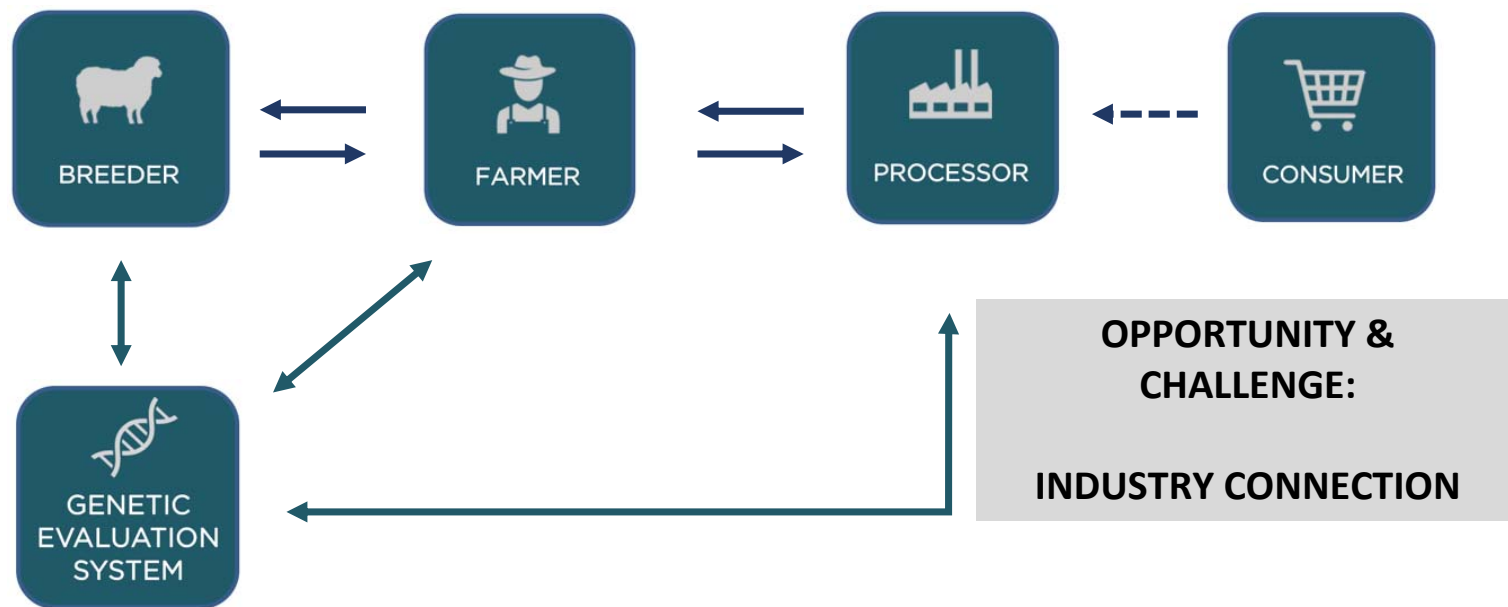 BREEDER
FARMER
PROCESSOR
CONSUMER
OPPORTUNITY &
CHALLENGE:
INDUSTRY CONNECTION
GENETIC
EVALUATION
SYSTEM